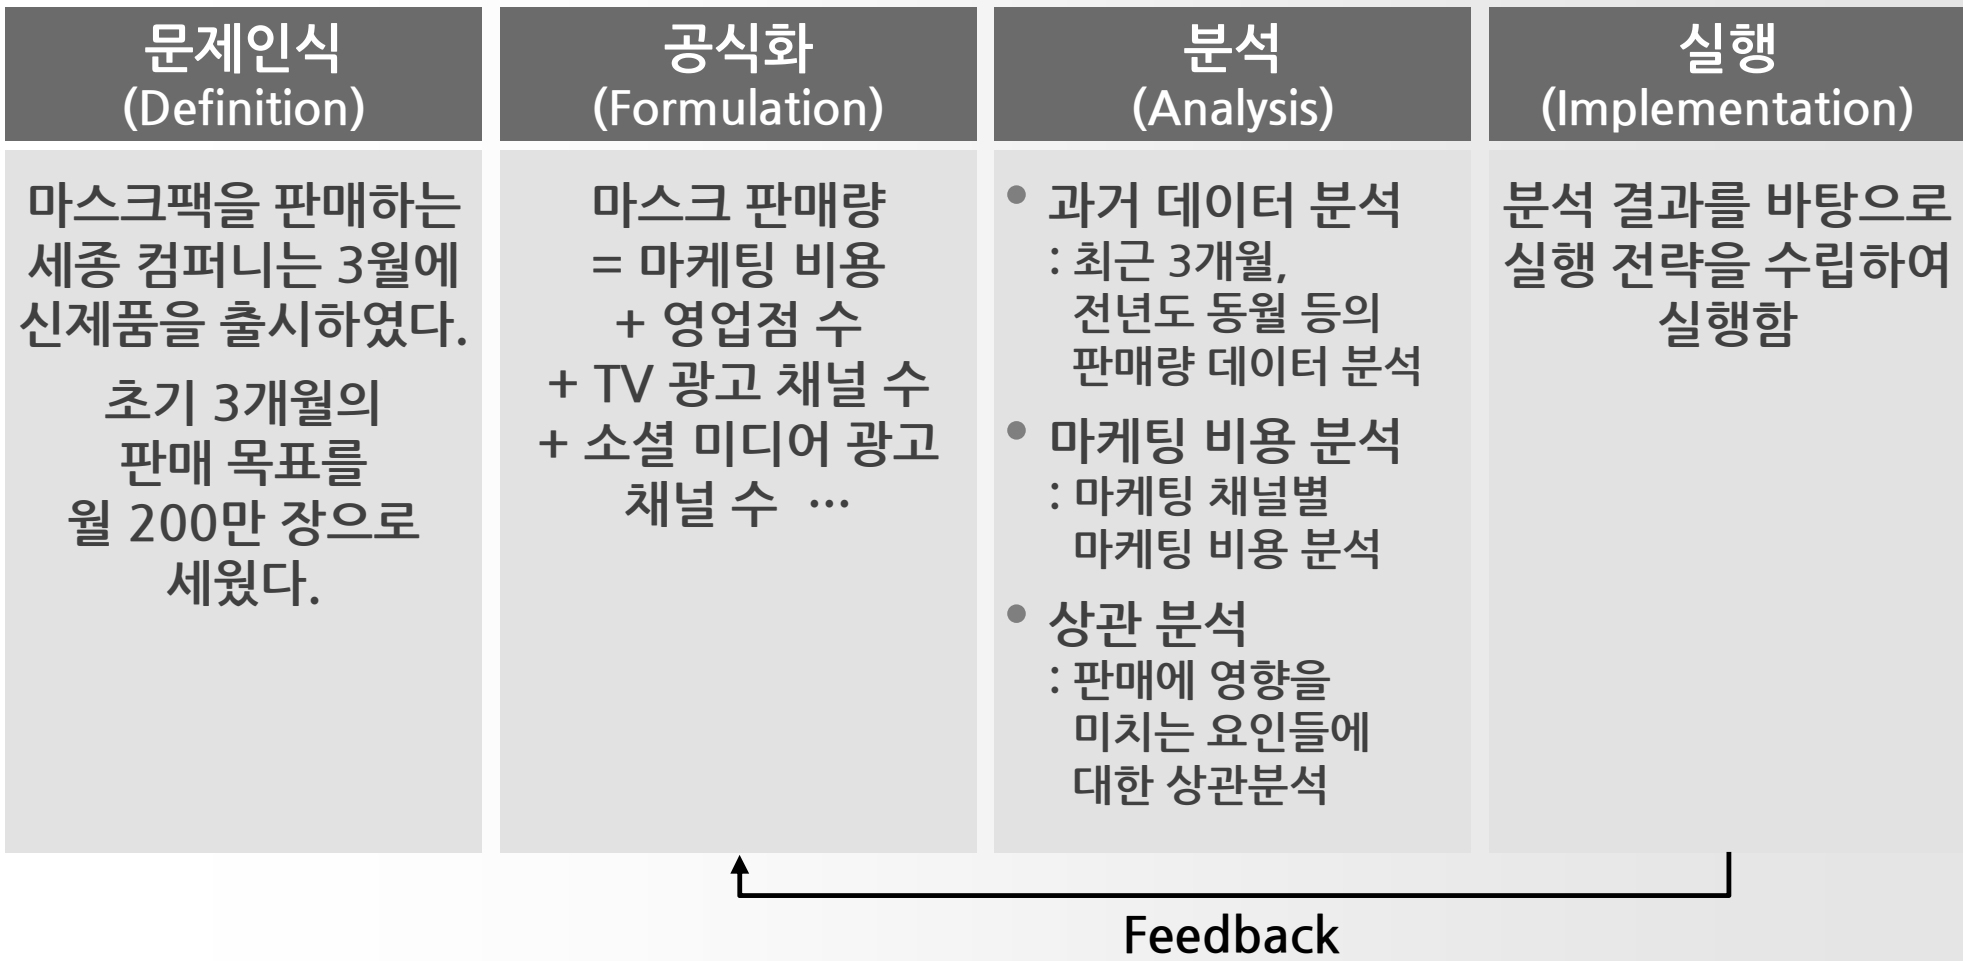 문제인식
(Definition)
마스크팩을 판매하는
세종 컴퍼니는 3월에
신제품을 출시하였다.
초기 3개월의
판매 목표를
월 200만 장으로
세웠다.
공식화
(Formulation)
마스크 판매량
= 마케팅 비용
+ 영업점 수
+ TV 광고 채널 수
+ 소셜 미디어 광고
채널 수 …
분석
(Analysis)
• 과거 데이터 분석
: 최근 3개월,
전년도 동월 등의
판매량 데이터 분석
• 마케팅 비용 분석
: 마케팅 채널별
마케팅 비용 분석
• 상관 분석
: 판매에 영향을
미치는 요인들에
대한 상관분석
실행
(Implementation)
분석 결과를 바탕으로
실행 전략을 수립하여
실행함
Feedback